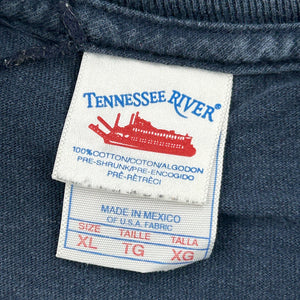 TENNESSEE RIVER®
100% COTTON/COTON/ALGODON
PRE-SHRUNK/PRE-ENCOGIDO
PRÉ-RÉTRÉCI
MADE IN MEXICO
OF U.S.A. FABRIC
SIZE TAILLE TALLA
XL TG XG